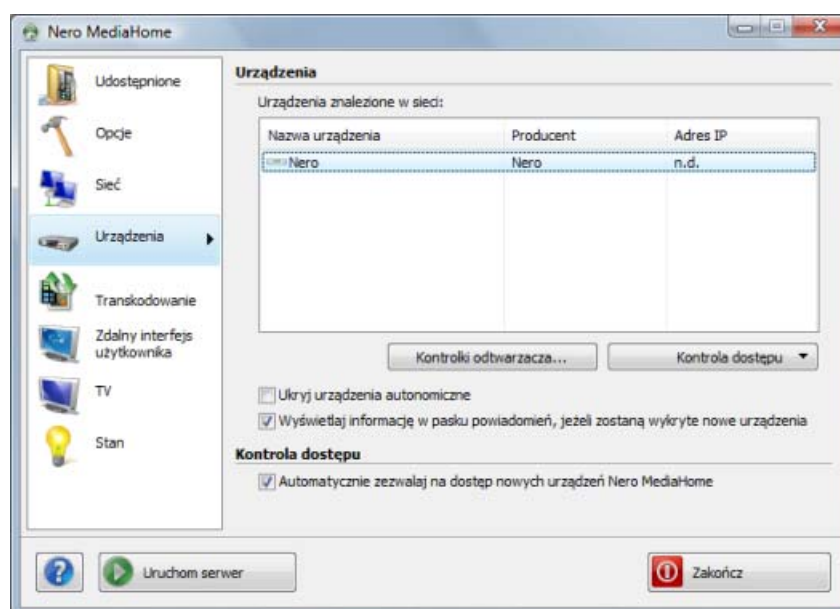 Nero MediaHome
Udostępnione
Opcje
Sieć
Urządzenia
Transkodowanie
Zdalny interfejs
użytkownika
TV
Stan
Urządzenia
Urządzenia znalezione w sieci:
Nazwa urządzenia Producent Adres IP
Nero Nero n.d.
Kontrolki odtwarzacza... Kontrola dostępu
Ukryj urządzenia autonomiczne
Wyświetlaj informację w pasku powiadomień, jeżeli zostaną wykryte nowe urządzenia
Kontrola dostępu
Automatycznie zezwalaj na dostęp nowych urządzeń Nero MediaHome
Uruchom serwer
Zakończ